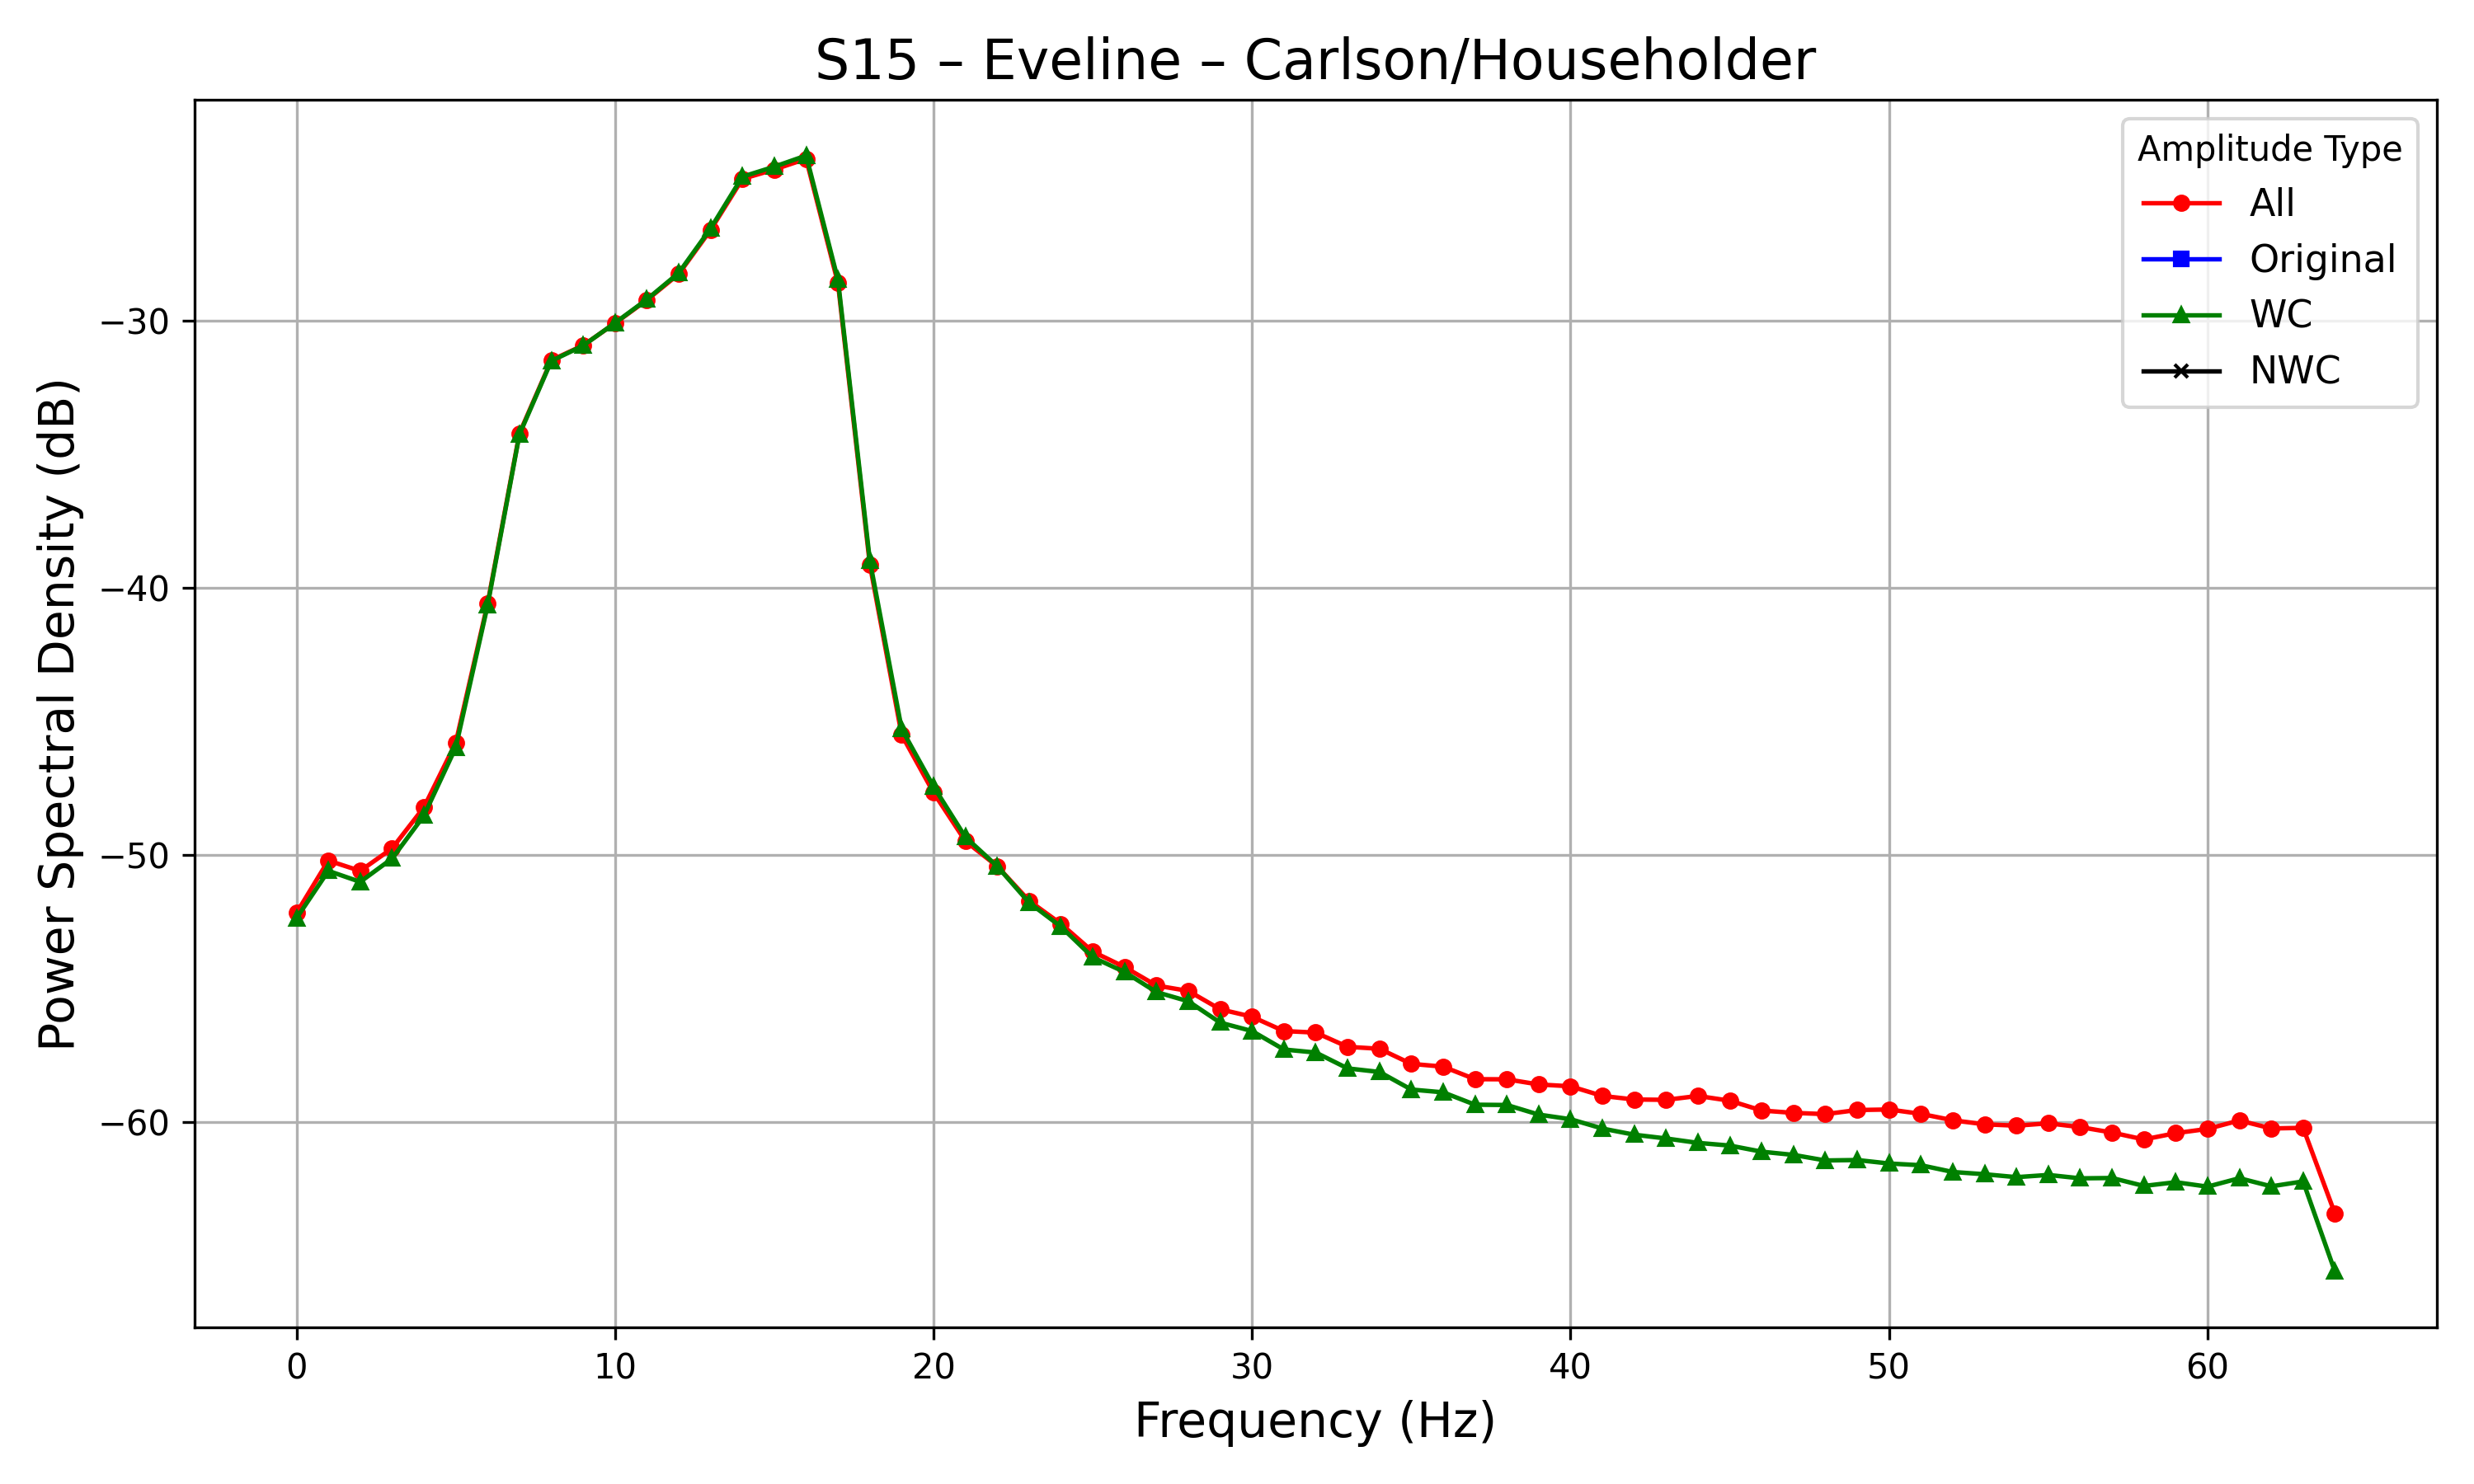 S15 – Eveline – Carlson/Householder
Amplitude Type
All
Original
WC
NWC
Power Spectral Density (dB)
−30
−40
−50
−60
0 10 20 30 40 50 60
Frequency (Hz)